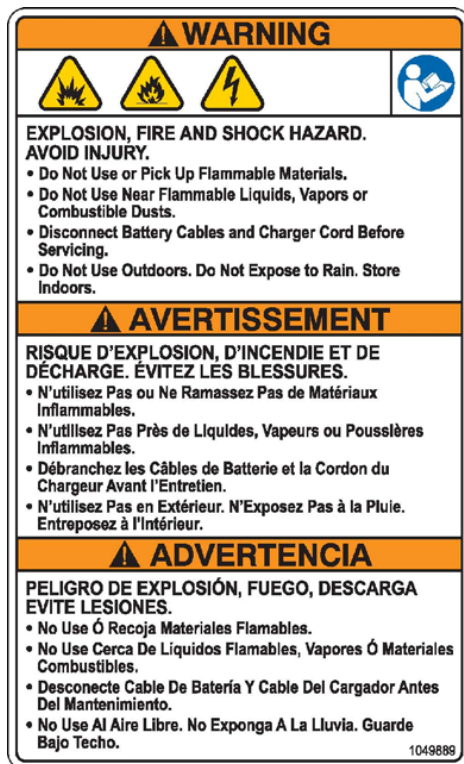 WARNING
EXPLOSION, FIRE AND SHOCK HAZARD.
AVOID INJURY.
• Do Not Use or Pick Up Flammable Materials.
• Do Not Use Near Flammable Liquids, Vapors or
Combustible Dusts.
• Disconnect Battery Cables and Charger Cord Before
Servicing.
• Do Not Use Outdoors. Do Not Expose to Rain. Store
Indoors.
AVERTISSEMENT
RISQUE D'EXPLOSION, D'INCENDIE ET DE
DÉCHARGE. ÉVITEZ LES BLESSURES.
• N'utilisez Pas ou Ne Ramassez Pas de Matériaux
Inflammables.
• N'utilisez Pas Près de Liquides, Vapeurs ou Poussières
Inflammables.
• Débranchez les Câbles de Batterie et la Cordon du
Chargeur Avant l'Entretien.
• N'utilisez Pas en Extérieur. N'Exposez Pas à la Pluie.
Entreposez à l'Intérieur.
ADVERTENCIA
PELIGRO DE EXPLOSIÓN, FUEGO, DESCARGA
EVITE LESIONES.
• No Use Ó Recoja Materiales Flamables.
• No Use Cerca De Líquidos Flamables, Vapores Ó Materiales
Combustibles.
• Desconecte Cable De Batería Y Cable Del Cargador Antes
Del Mantenimiento.
• No Use Al Aire Libre. No Exponga A La Lluvia. Guarde
Bajo Techo.
1049889